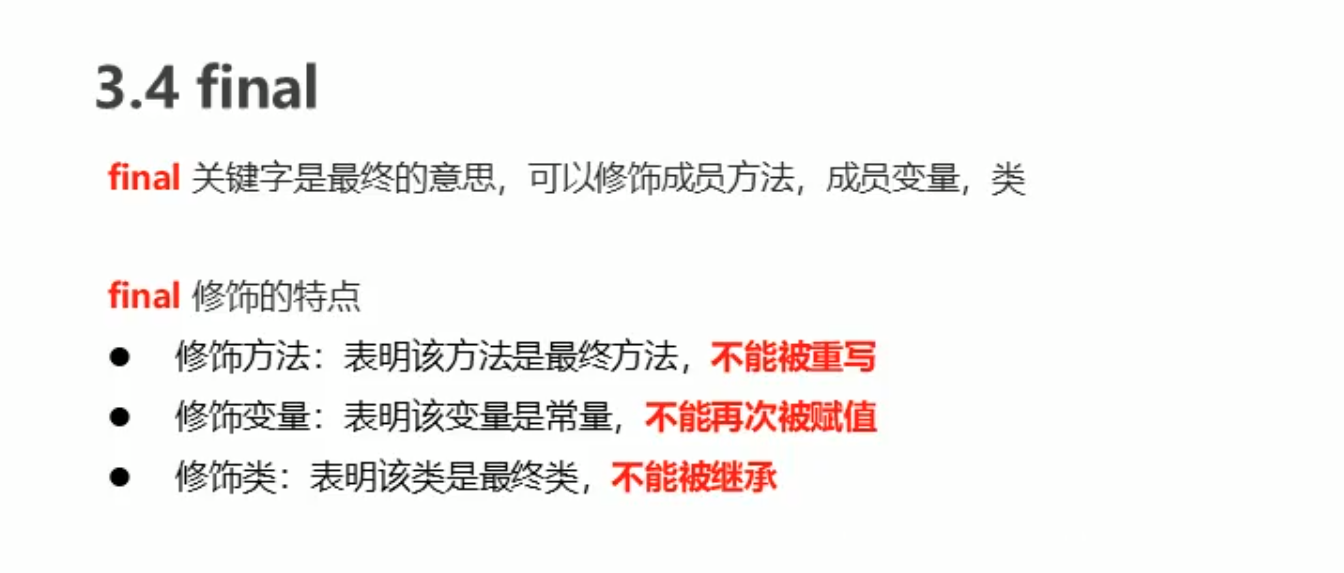 3.4 final
final 关键字是最终的意思，可以修饰成员方法，成员变量，类
final 修饰的特点
● 修饰方法：表明该方法是最终方法，不能被重写
● 修饰变量：表明该变量是常量，不能再次被赋值
● 修饰类：表明该类是最终类，不能被继承